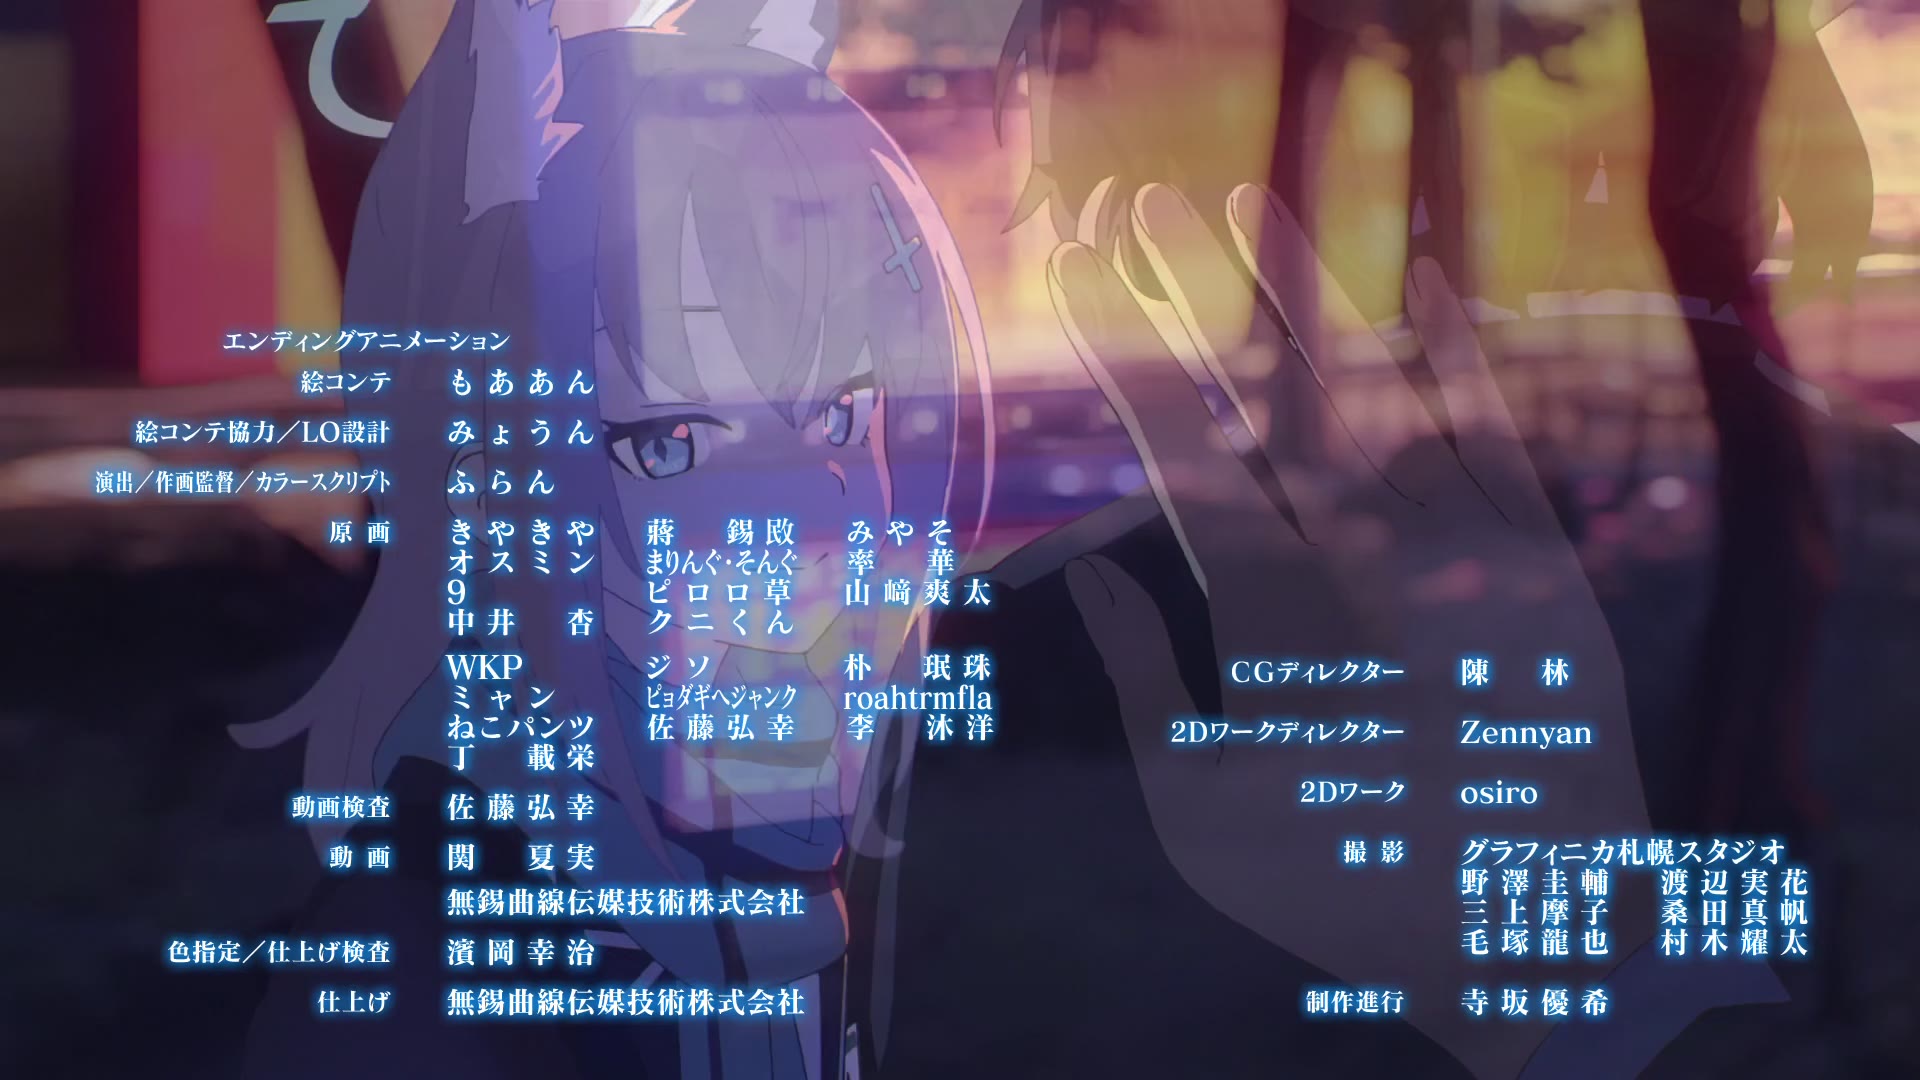 エンディングアニメーション
絵コンテ もああん
絵コンテ協力／LO設計 みょうん
演出／作画監督／カラースクリプト ふらん
原画 きやきや 蔣錫敃 みやそ
オスミン まりんぐ・そんぐ 率華
9 ピロロ草 山﨑爽太
中井杏 クニくん
WKP ジソ 朴珉珠
ミャン ピョダギヘジャンク roahtrmfla
ねこパンツ 佐藤弘幸 李沐洋
丁載栄
動画検査 佐藤弘幸
動画 関夏実
無錫曲線伝媒技術株式会社
色指定／仕上げ検査 濱岡幸治
仕上げ 無錫曲線伝媒技術株式会社
CGディレクター 陳林
2Dワークディレクター Zennyan
2Dワーク osiro
撮影 グラフィニカ札幌スタジオ
野澤圭輔 渡辺実花
三上摩子 桑田真帆
毛塚龍也 村木耀太
制作進行 寺坂優希